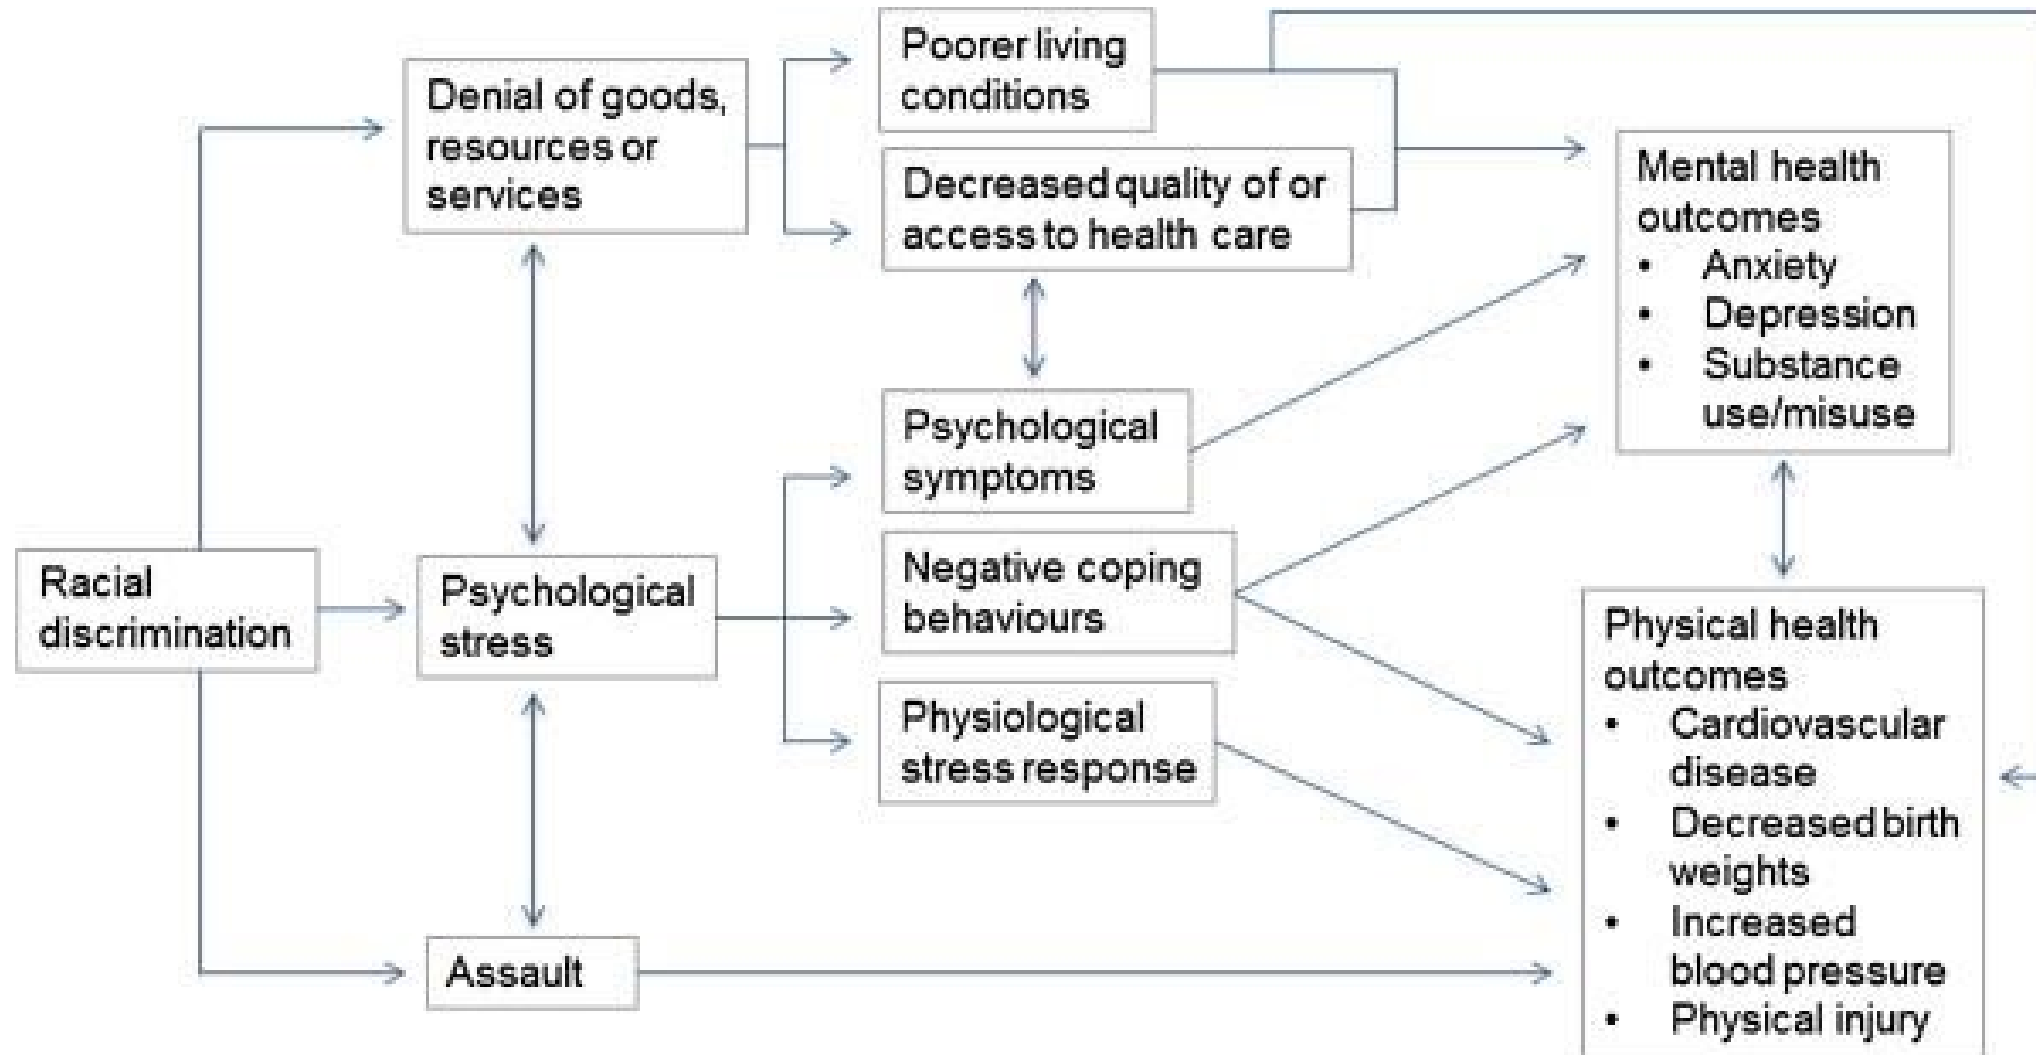 Poorer living
conditions
Denial of goods,
resources or
services
Decreased quality of or
access to health care
Mental health
outcomes
• Anxiety
• Depression
• Substance
use/misuse
Psychological
symptoms
Racial
discrimination
Psychological
stress
Negative coping
behaviours
Physiological
stress response
Physical health
outcomes
• Cardiovascular
disease
• Decreased birth
weights
• Increased
blood pressure
• Physical injury
Assault